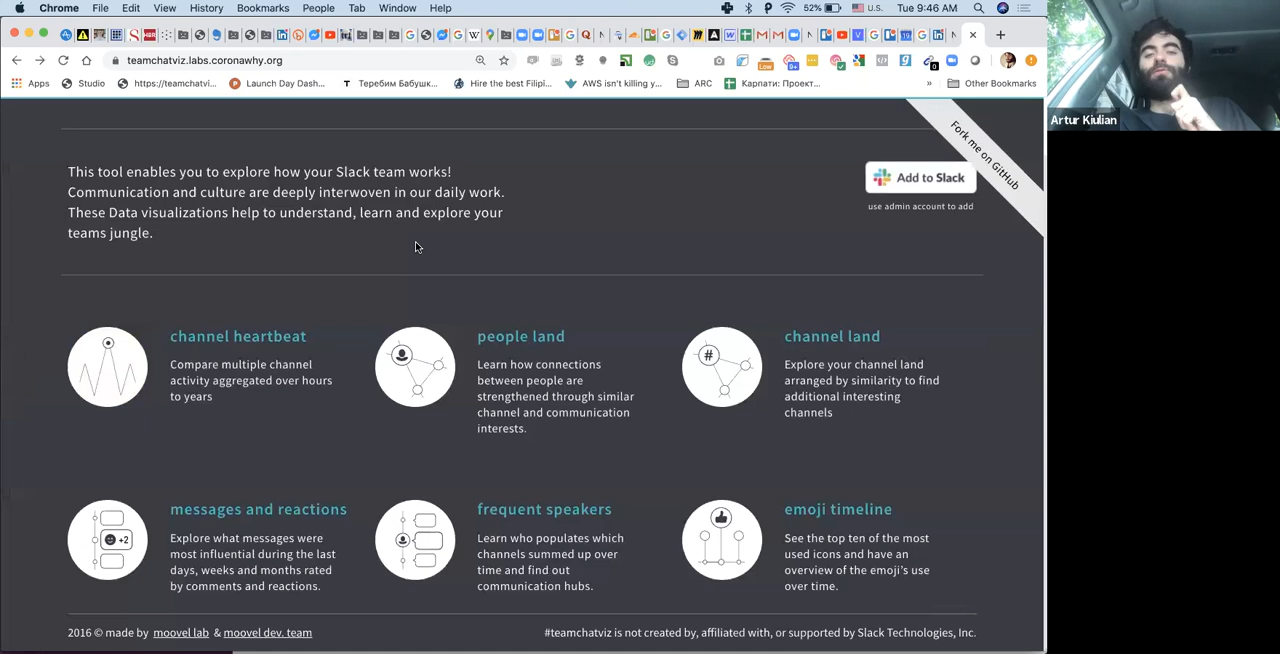 Chrome File Edit View History Bookmarks People Tab Window Help 52% U.S. Tue 9:46 AM
teamchatviz.labs.coronawhy.org
Apps Studio https://teamchatvi... Launch Day Dash... Теребим Бабушк... Hire the best Filipi... AWS isn't killing y... ARC Карпати: Проект... » Other Bookmarks
Artur Kiulian
Fork me on GitHub
This tool enables you to explore how your Slack team works!
Communication and culture are deeply interwoven in our daily work.
These Data visualizations help to understand, learn and explore your
teams jungle.
Add to Slack
use admin account to add
channel heartbeat
Compare multiple channel
activity aggregated over hours
to years
people land
Learn how connections
between people are
strengthened through similar
channel and communication
interests.
#
channel land
Explore your channel land
arranged by similarity to find
additional interesting
channels
+2
messages and reactions
Explore what messages were
most influential during the last
days, weeks and months rated
by comments and reactions.
frequent speakers
Learn who populates which
channels summed up over
time and find out
communication hubs.
emoji timeline
See the top ten of the most
used icons and have an
overview of the emoji's use
over time.
2016 © made by moovel lab & moovel dev. team
#teamchatviz is not created by, affiliated with, or supported by Slack Technologies, Inc.